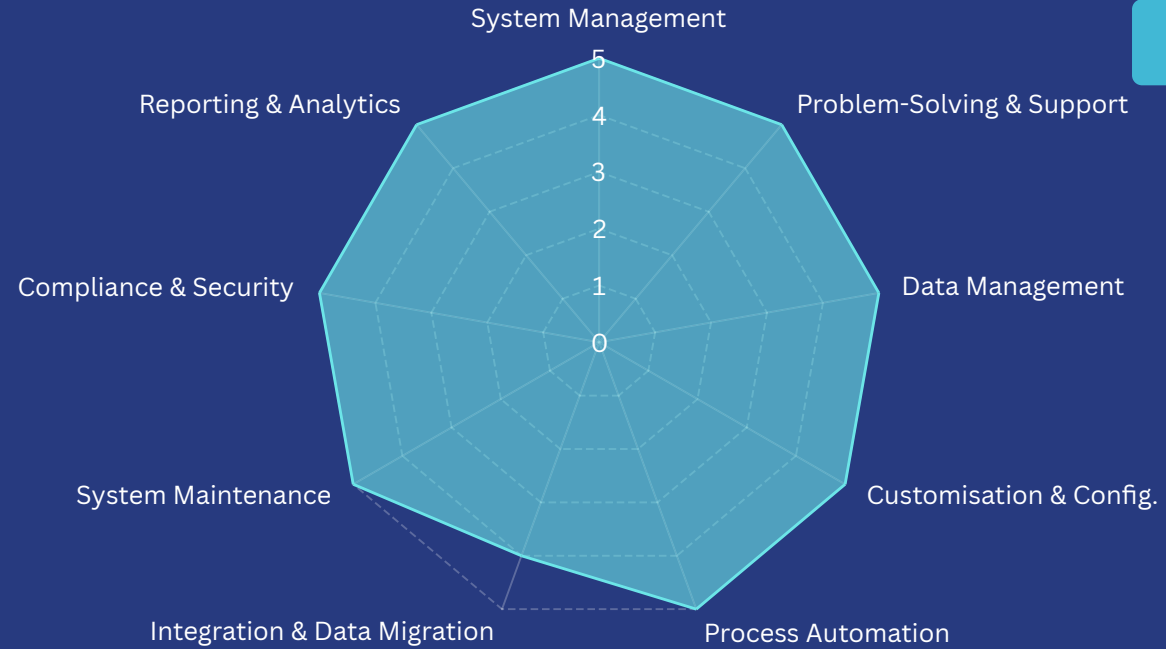 System Management
5
Reporting & Analytics
Problem-Solving & Support
4
3
2
Compliance & Security
1
Data Management
0
System Maintenance
Customisation & Config.
Integration & Data Migration
Process Automation